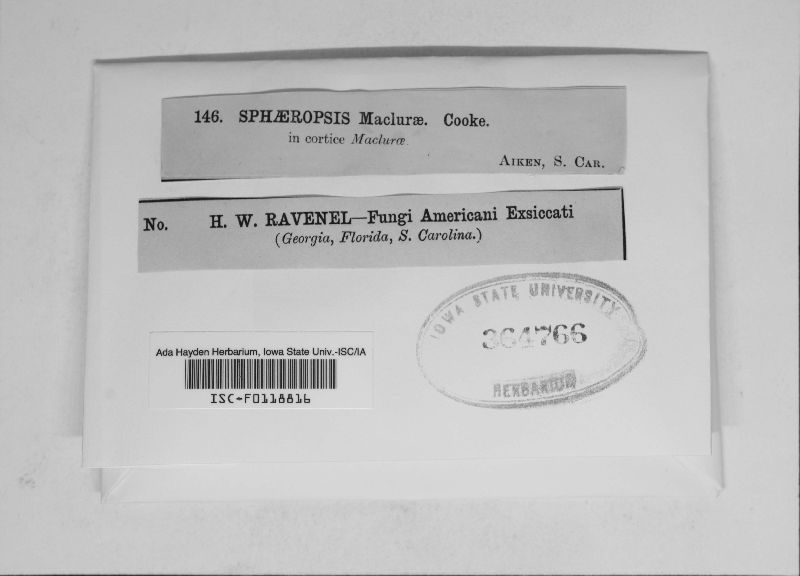 146. SPHÆROPSIS Macluræ. Cooke.
in cortice Macluræ.
AIKEN, S. CAR.
No. H. W. RAVENEL—Fungi Americani Exsiccati
(Georgia, Florida, S. Carolina.)
IOWA STATE UNIVERSITY
364766
HERBARIUM
Ada Hayden Herbarium, Iowa State Univ.-ISC/IA
ISC-F0118816